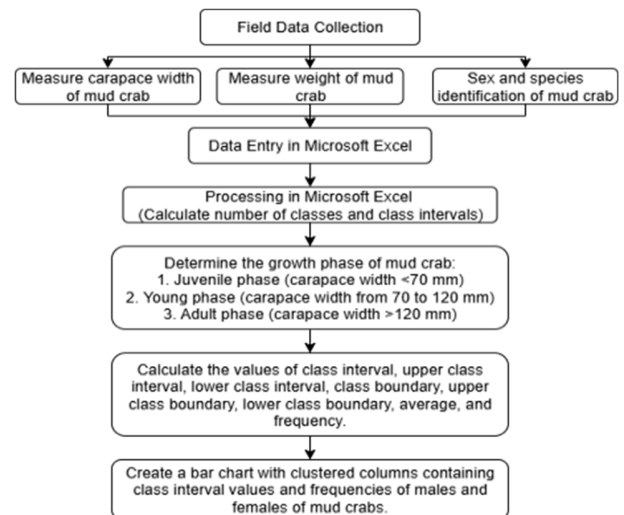 Field Data Collection
Measure carapace width
of mud crab
Measure weight of mud
crab
Sex and species
identification of mud crab
Data Entry in Microsoft Excel
Processing in Microsoft Excel
(Calculate number of classes and class intervals)
Determine the growth phase of mud crab:
1. Juvenile phase (carapace width <70 mm)
2. Young phase (carapace width from 70 to 120 mm)
3. Adult phase (carapace width >120 mm)
Calculate the values of class interval, upper class
interval, lower class interval, class boundary, upper
class boundary, lower class boundary, average, and
frequency.
Create a bar chart with clustered columns containing
class interval values and frequencies of males and
females of mud crabs.